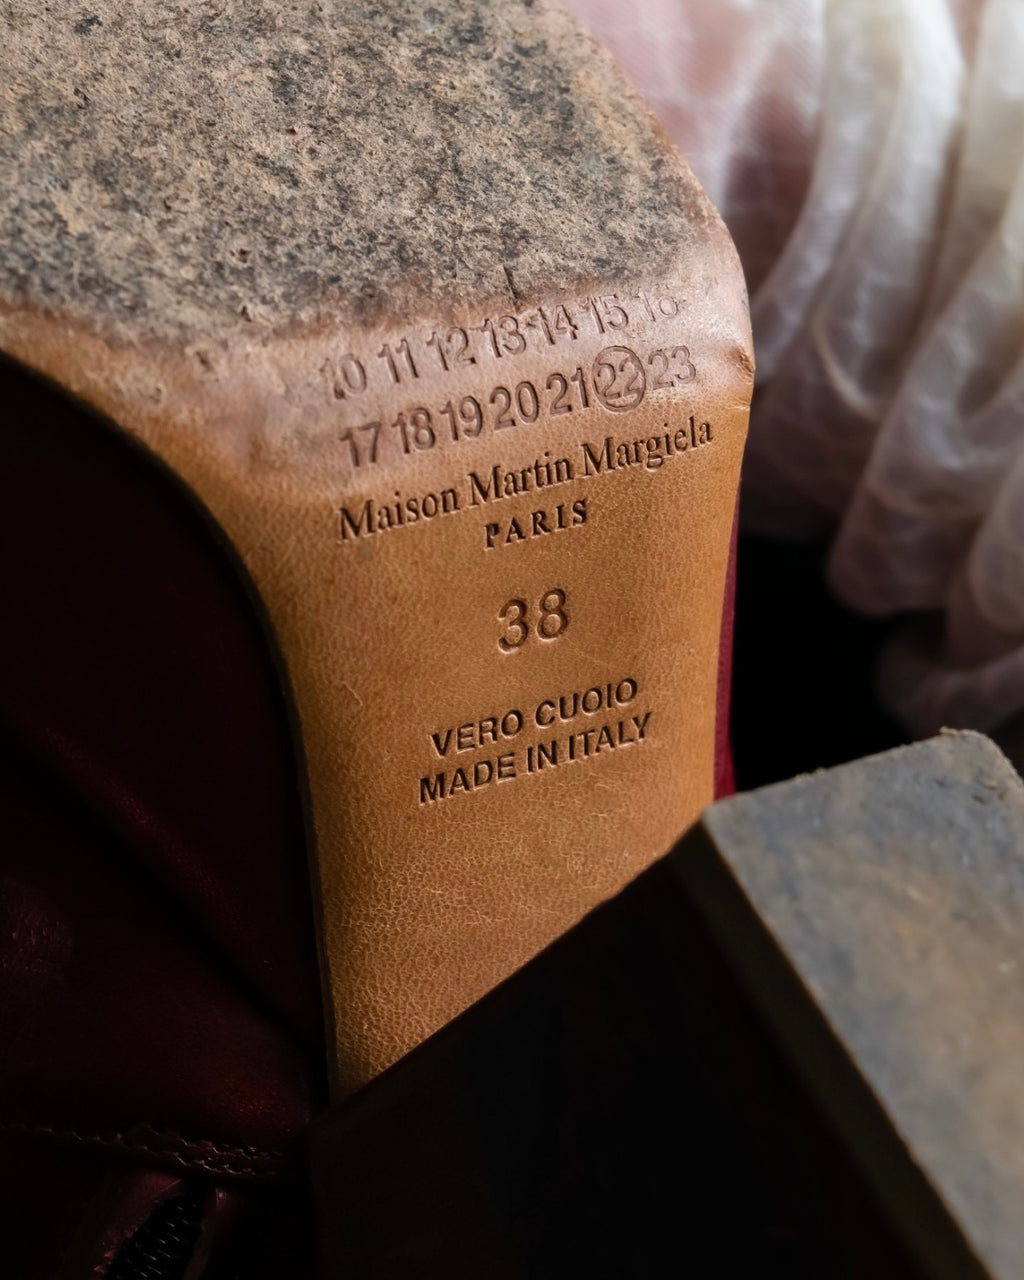 10 11 12 13 14 15 16
17 18 19 20 21 22 23
Maison Martin Margiela
PARIS
38
VERO CUOIO
MADE IN ITALY